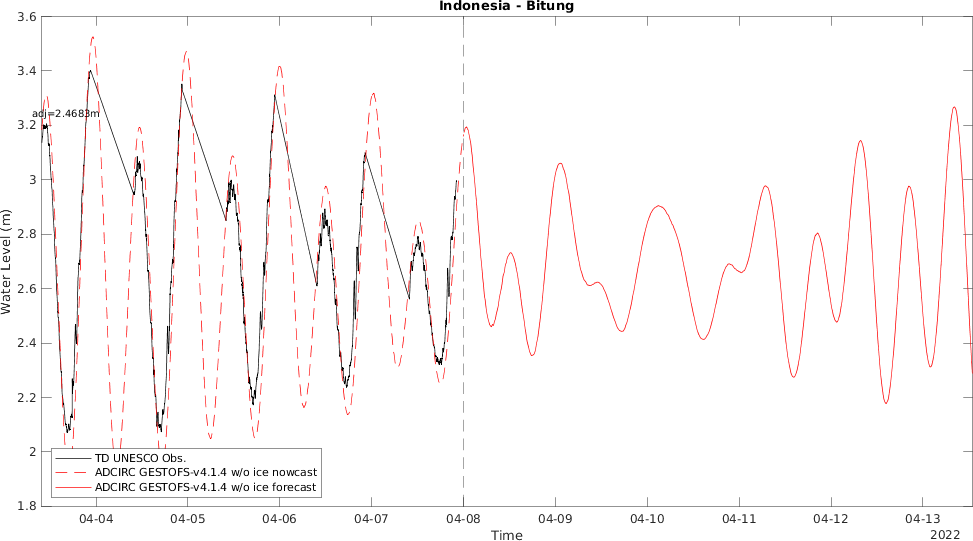 Indonesia - Bitung
3.6
3.4
adj=2.4683m
3.2
3
2.8
2.6
2.4
2.2
2
1.8
Water Level (m)
TD UNESCO Obs.
ADCIRC GESTOFS-v4.1.4 w/o ice nowcast
ADCIRC GESTOFS-v4.1.4 w/o ice forecast
04-04 04-05 04-06 04-07 04-08 04-09 04-10 04-11 04-12 04-13
Time
2022